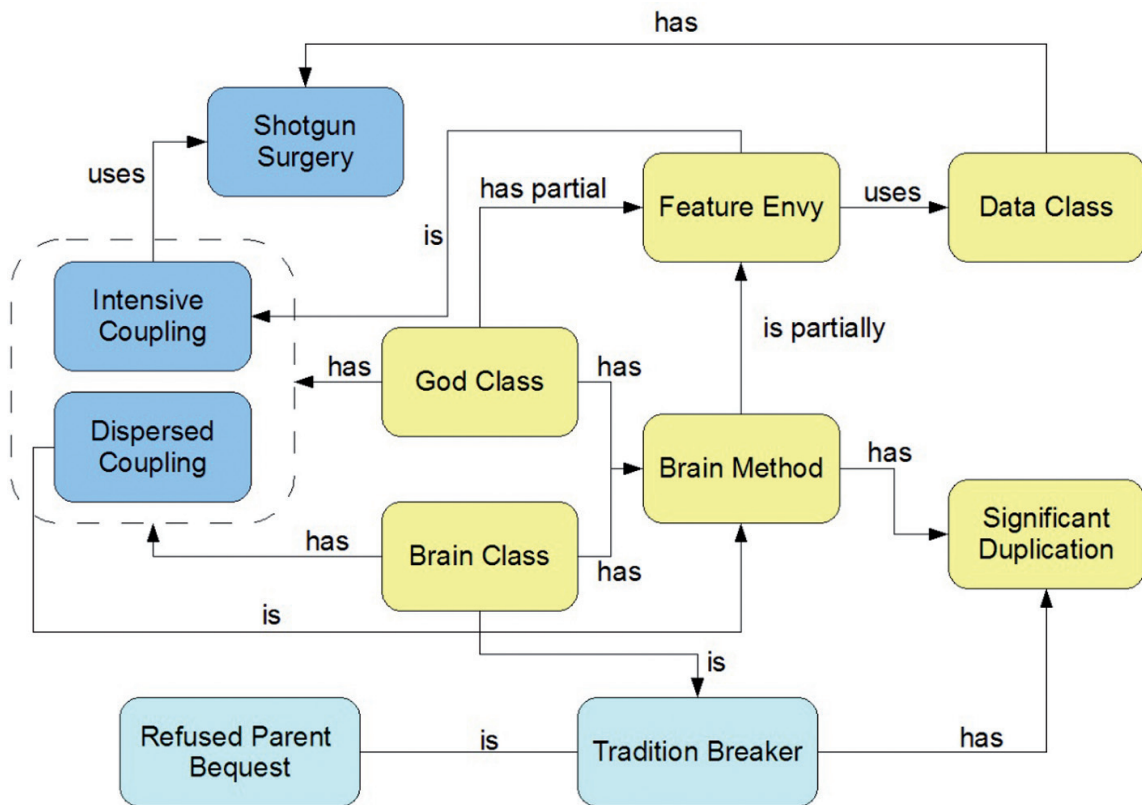 has
Shotgun
Surgery
uses
has partial
Feature Envy
uses
Data Class
is
Intensive
Coupling
is partially
has
God Class
has
Dispersed
Coupling
Brain Method
has
has
Brain Class
has
Significant
Duplication
is
is
Refused Parent
Bequest
is
Tradition Breaker
has